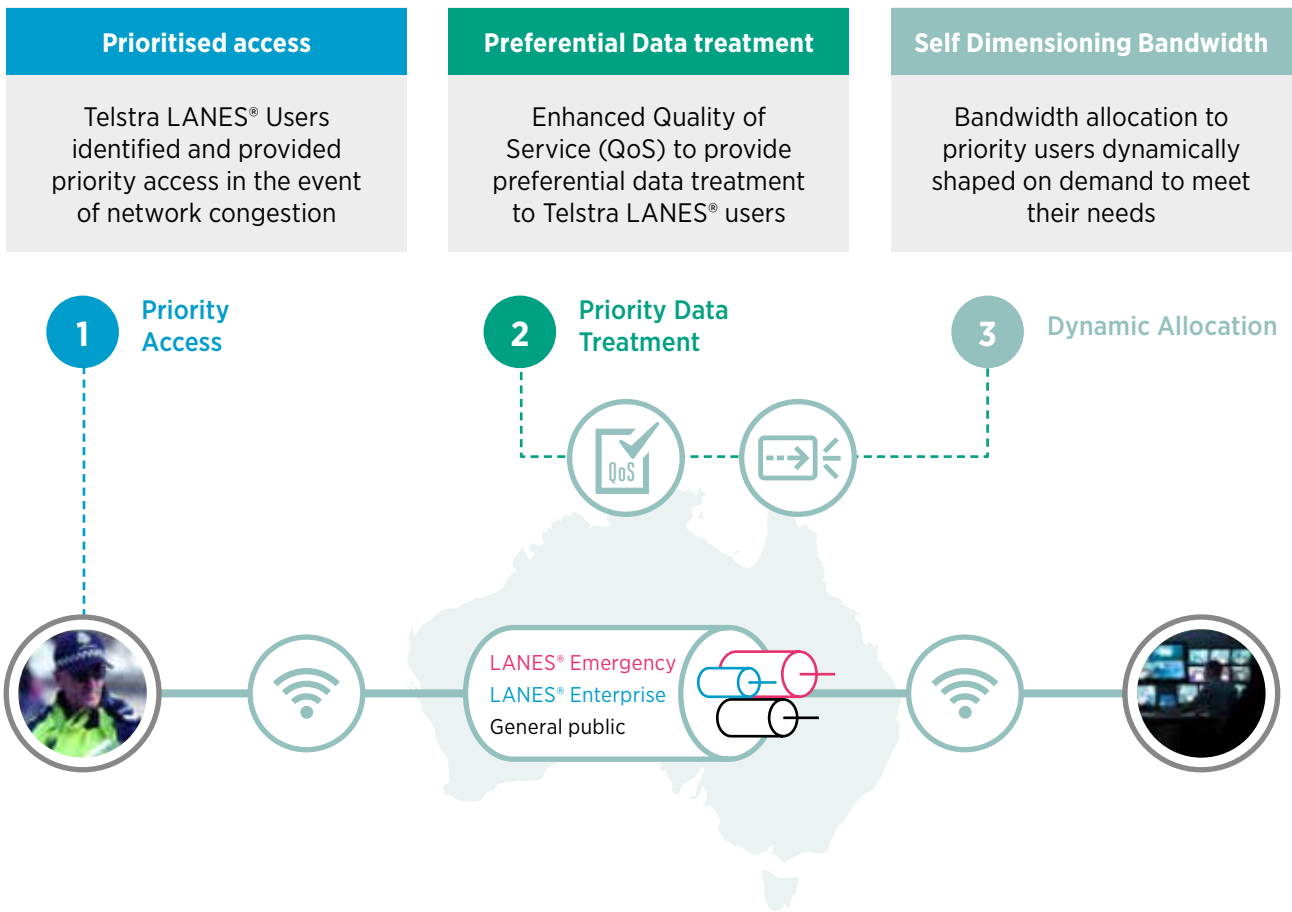 Prioritised access
Telstra LANES® Users
identified and provided
priority access in the event
of network congestion
Preferential Data treatment
Enhanced Quality of
Service (QoS) to provide
preferential data treatment
to Telstra LANES® users
Self Dimensioning Bandwidth
Bandwidth allocation to
priority users dynamically
shaped on demand to meet
their needs
1
Priority
Access
2
Priority Data
Treatment
3
Dynamic Allocation
QoS
LANES® Emergency
LANES® Enterprise
General public